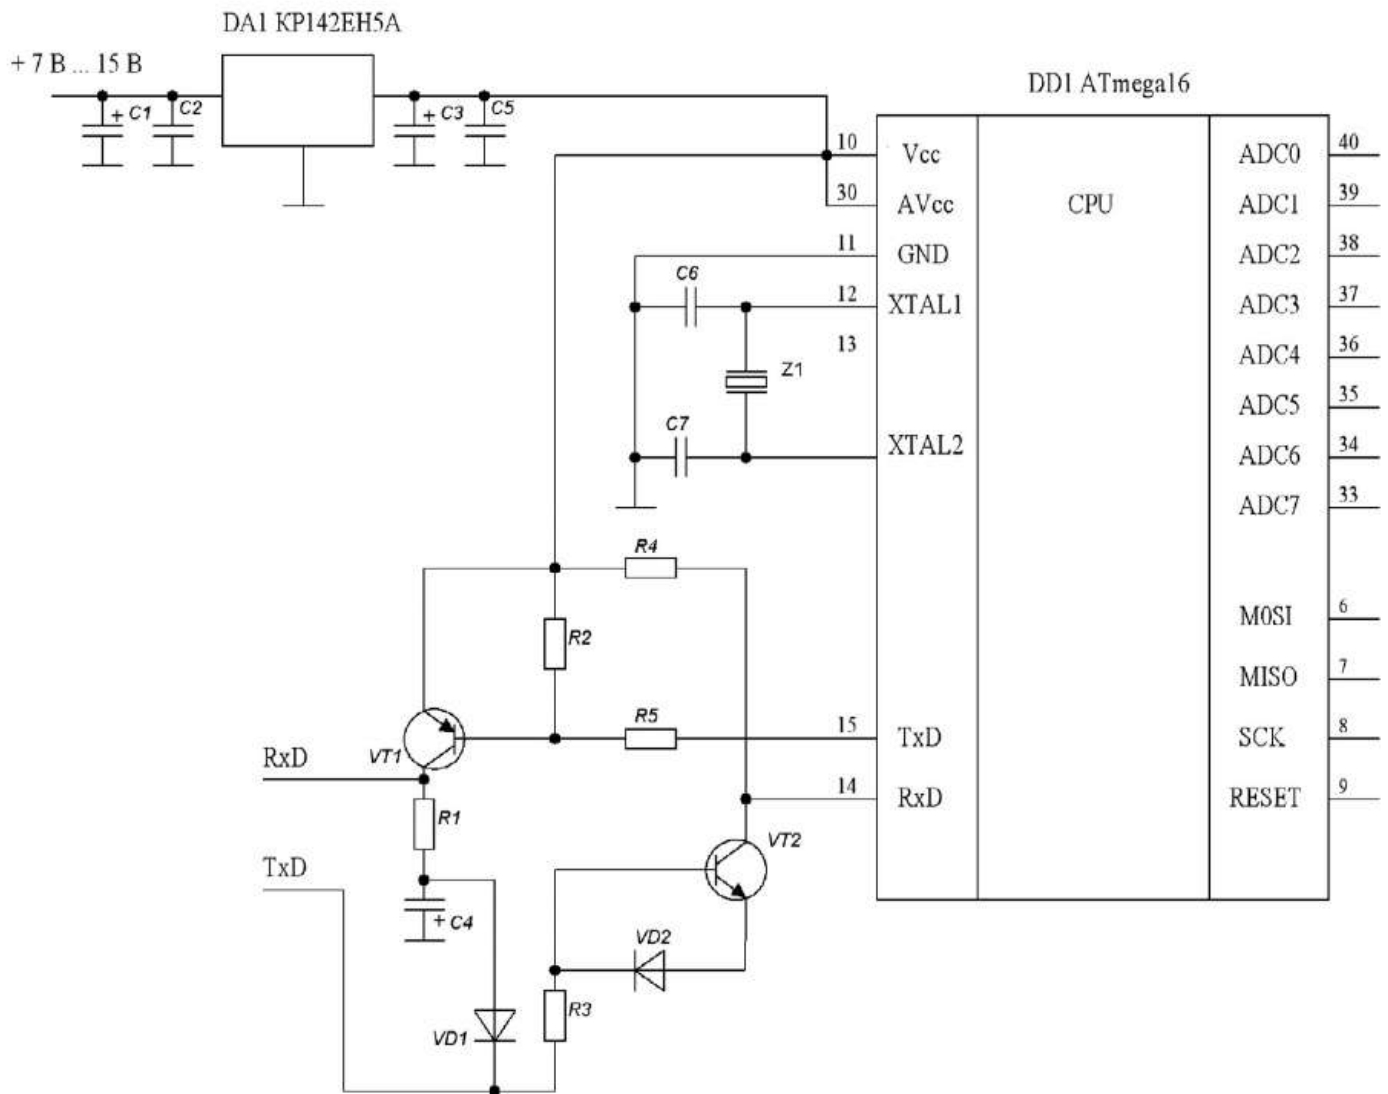 DA1 КР142ЕН5А
+ 7 В ... 15 В
+ C1
C2
+ C3
C5
DD1 ATmega16
10
Vcc
CPU
ADC0
40
30
AVcc
ADC1
39
11
GND
ADC2
38
C6
12
XTAL1
ADC3
37
13
ADC4
36
Z1
ADC5
35
C7
XTAL2
ADC6
34
ADC7
33
R4
M0SI
6
R2
MISO
7
R5
15
TxD
SCK
8
VT1
RxD
14
RxD
RESET
9
R1
VT2
TxD
+ C4
VD2
R3
VD1